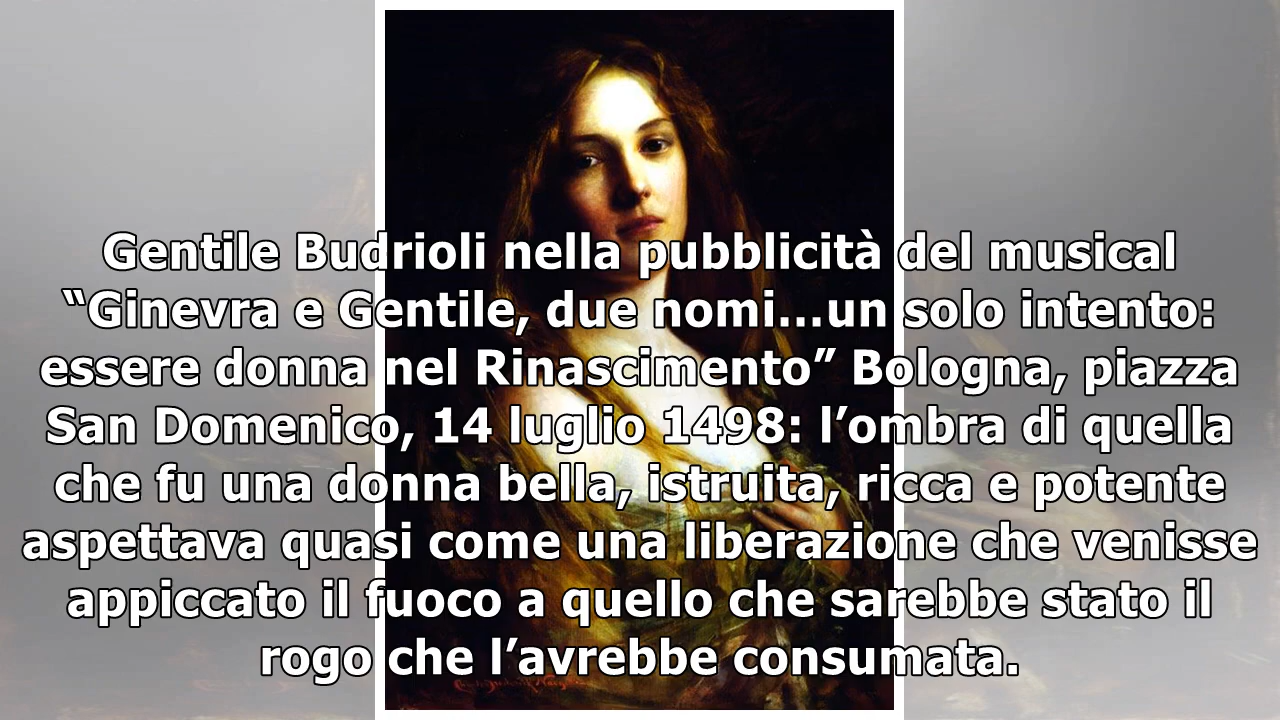 Gentile Budrioli nella pubblicità del musical
“Ginevra e Gentile, due nomi...un solo intento:
essere donna nel Rinascimento” Bologna, piazza
San Domenico, 14 luglio 1498: l’ombra di quella
che fu una donna bella, istruita, ricca e potente
aspettava quasi come una liberazione che venisse
appiccato il fuoco a quello che sarebbe stato il
rogo che l’avrebbe consumata.